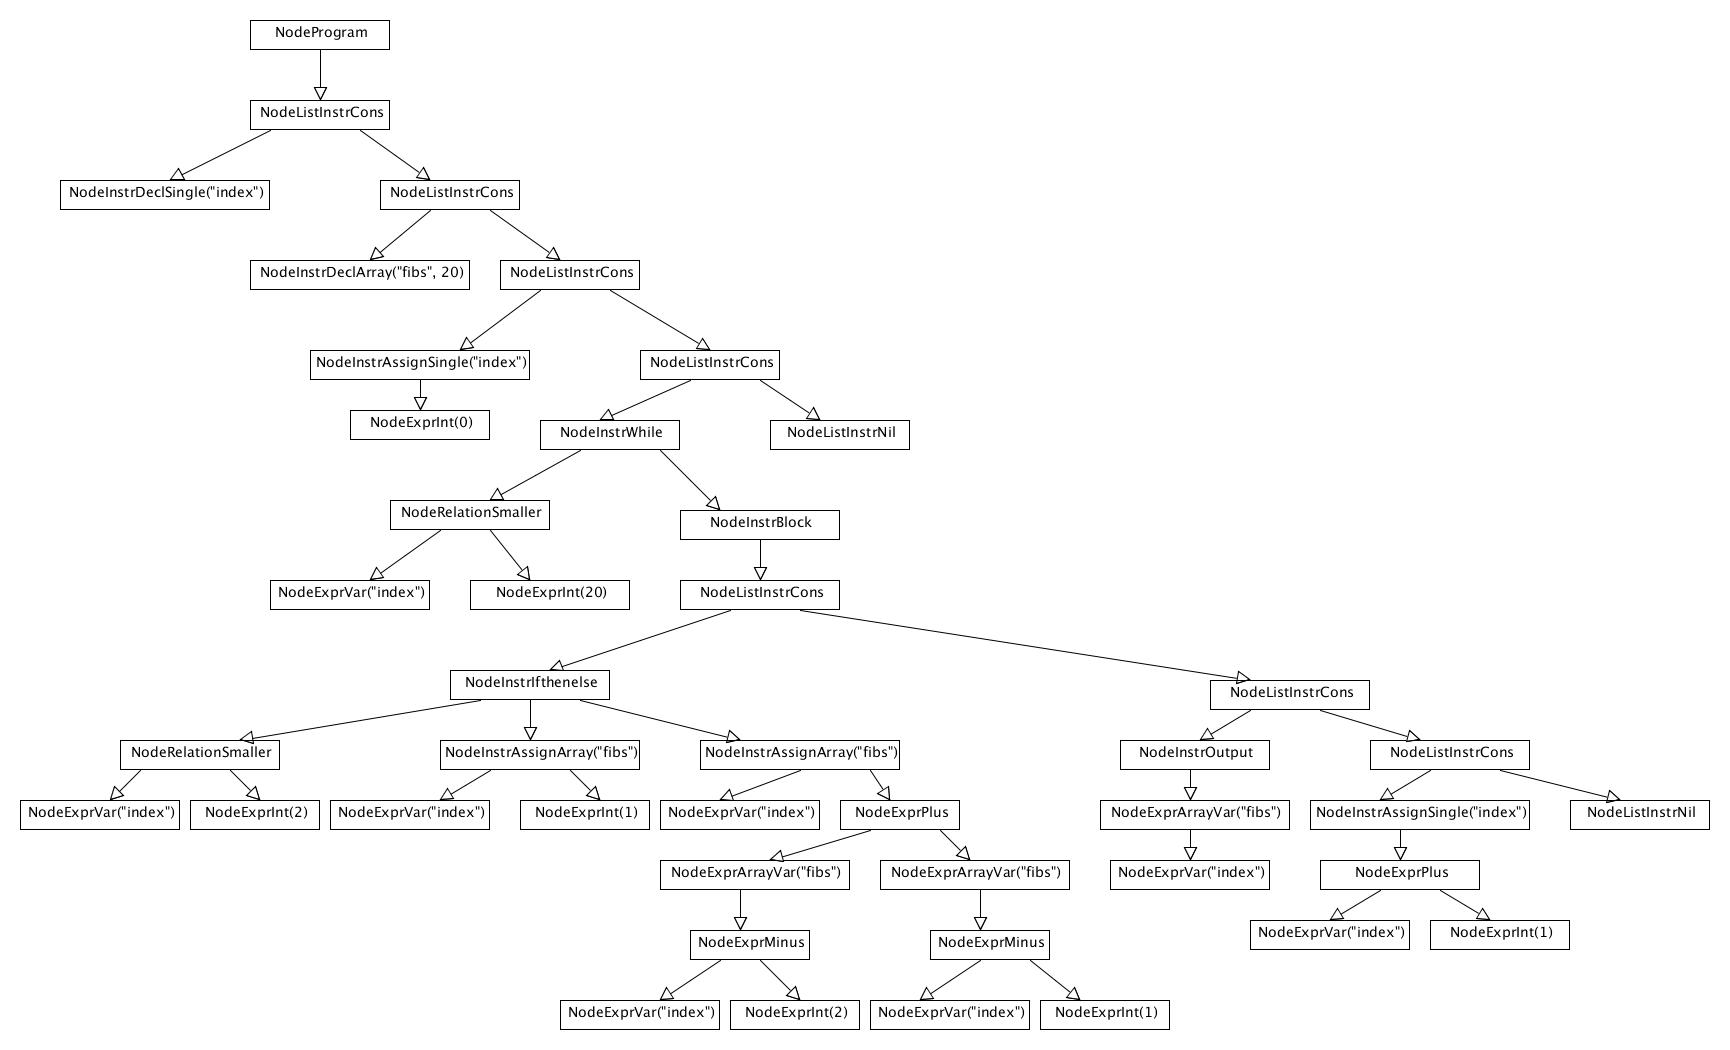 NodeProgram
NodeListInstrCons
NodeInstrDeclSingle("index")
NodeListInstrCons
NodeInstrDeclArray("fibs", 20)
NodeListInstrCons
NodeInstrAssignSingle("index")
NodeListInstrCons
NodeExprInt(0)
NodeInstrWhile
NodeListInstrNil
NodeRelationSmaller
NodeInstrBlock
NodeExprVar("index")
NodeExprInt(20)
NodeListInstrCons
NodeInstrIfthenelse
NodeListInstrCons
NodeRelationSmaller
NodeInstrAssignArray("fibs")
NodeInstrAssignArray("fibs")
NodeInstrOutput
NodeListInstrCons
NodeExprVar("index")
NodeExprInt(2)
NodeExprVar("index")
NodeExprInt(1)
NodeExprVar("index")
NodeExprPlus
NodeExprArrayVar("fibs")
NodeInstrAssignSingle("index")
NodeListInstrNil
NodeExprArrayVar("fibs")
NodeExprArrayVar("fibs")
NodeExprVar("index")
NodeExprPlus
NodeExprMinus
NodeExprMinus
NodeExprVar("index")
NodeExprInt(1)
NodeExprVar("index")
NodeExprInt(2)
NodeExprVar("index")
NodeExprInt(1)